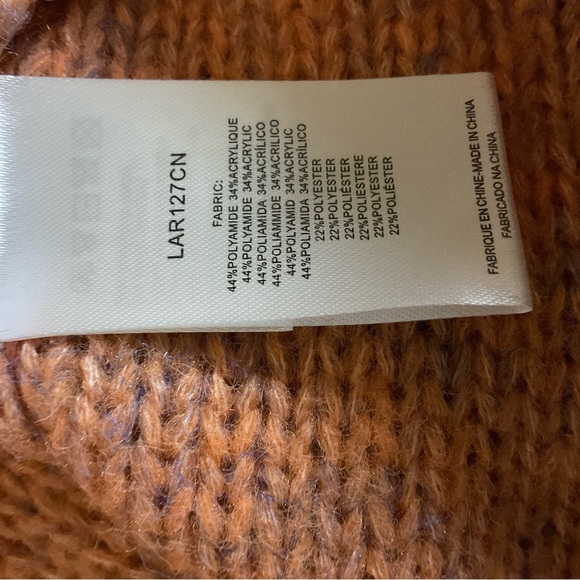 LAR127CN
FABRIC:
44%POLYAMIDE 34%ACRYLIQUE
44%POLYAMIDE 34%ACRYLIC
44%POLIAMIDA 34%ACRÍLICO
44%POLIAMMIDE 34%ACRILICO
44%POLYAMID 34%ACRYLIC
44%POLIAMIDA 34%ACRÍLICO
22%POLYESTER
22%POLYESTER
22%POLIÉSTER
22%POLIESTERE
22%POLYESTER
22%POLIÉSTER
FABRIQUE EN CHINE-MADE IN CHINA
FABRICADO NA CHINA